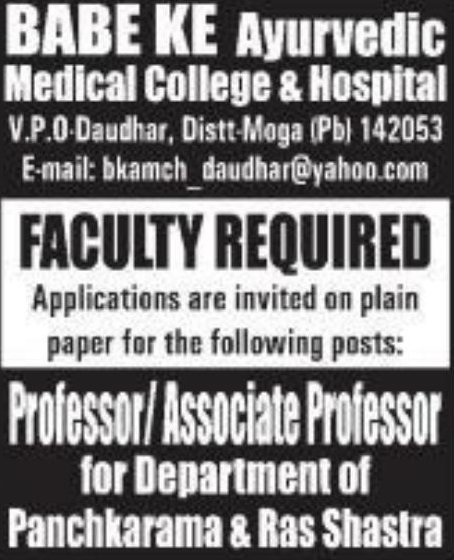 BABE KE Ayurvedic
Medical College & Hospital
V.P.O-Daudhar, Distt-Moga (Pb) 142053
E-mail: bkamch_daudhar@yahoo.com
FACULTY REQUIRED
Applications are invited on plain
paper for the following posts:
Professor/Associate Professor
for Department of
Panchkarama & Ras Shastra